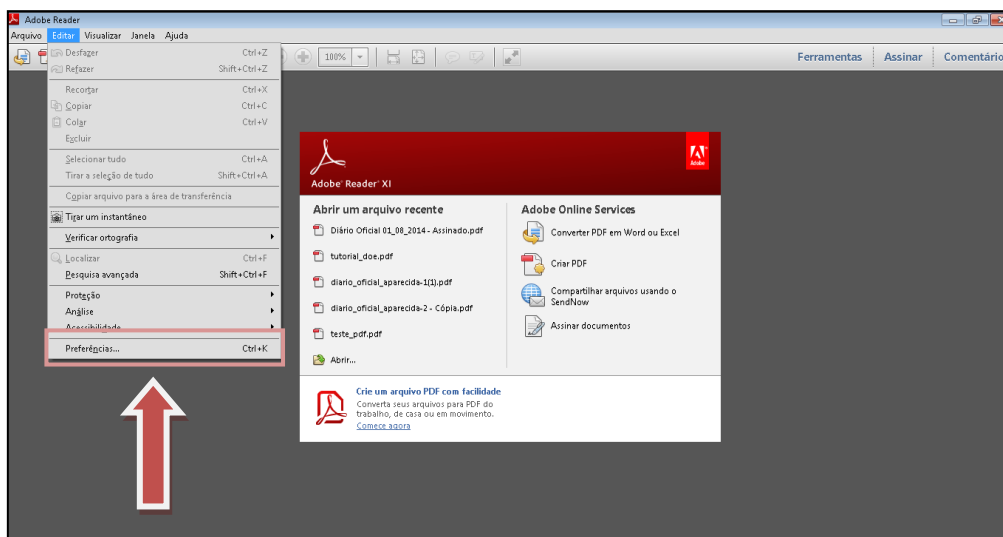 Adobe Reader
Arquivo Editar Visualizar Janela Ajuda
100%
Ferramentas Assinar Comentário
Desfazer Ctrl+Z
Refazer Shift+Ctrl+Z
Recortar Ctrl+X
Copiar Ctrl+C
Colar Ctrl+V
Excluir
Selecionar tudo Ctrl+A
Tirar a seleção de tudo Shift+Ctrl+A
Copiar arquivo para a área de transferência
Tirar um instantâneo
Verificar ortografia
Localizar Ctrl+F
Pesquisa avançada Shift+Ctrl+F
Proteção
Análise
Acessibilidade
Preferências... Ctrl+K
Adobe Reader XI
Adobe
Abrir um arquivo recente
Diário Oficial 01_08_2014 - Assinado.pdf
tutorial_doe.pdf
diario_oficial_aparecida-1(1).pdf
diario_oficial_aparecida-2 - Cópia.pdf
teste_pdf.pdf
Abrir...
Adobe Online Services
Converter PDF em Word ou Excel
Criar PDF
Compartilhar arquivos usando o
SendNow
Assinar documentos
Crie um arquivo PDF com facilidade
Converta seus arquivos para PDF do
trabalho, de casa ou em movimento.
Comece agora